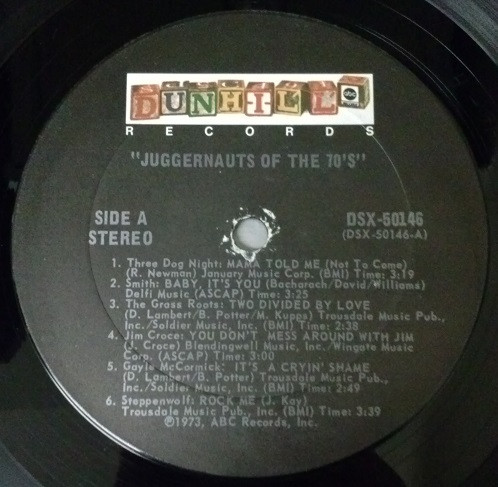 DUNHILL abc
RECORDS
"JUGGERNAUTS OF THE 70'S"
SIDE A
STEREO
DSX-50146
(DSX-50146-A)
1. Three Dog Night: MAMA TOLD ME (Not To Come)
(R. Newman) January Music Corp. (BMI) Time: 3:19
2. Smith: BABY, IT'S YOU (Bacharach/David/Williams)
Dolfi Music (ASCAP) Time: 3:25
3. The Grass Roots: TWO DIVIDED BY LOVE
(D. Lambert/B. Potter/M. Kupps) Trousdale Music Pub.,
Inc./Soldier Music, Inc. (BMI) Time: 2:38
4. Jim Croce: YOU DON'T MESS AROUND WITH JIM
(J. Croce) Blendingwell Music, Inc./Wingate Music
Corp. (ASCAP) Time: 3:00
5. Gayle McCormick: IT'S A CRYIN' SHAME
(D. Lambert/B. Potter) Trousdale Music Pub.,
Inc./Soldier Music, Inc. (BMI) Time: 2:49
6. Steppenwolf: ROCK ME (J. Kay)
Trousdale Music Pub., Inc. (BMI) Time: 3:39
©1973, ABC Records, Inc.